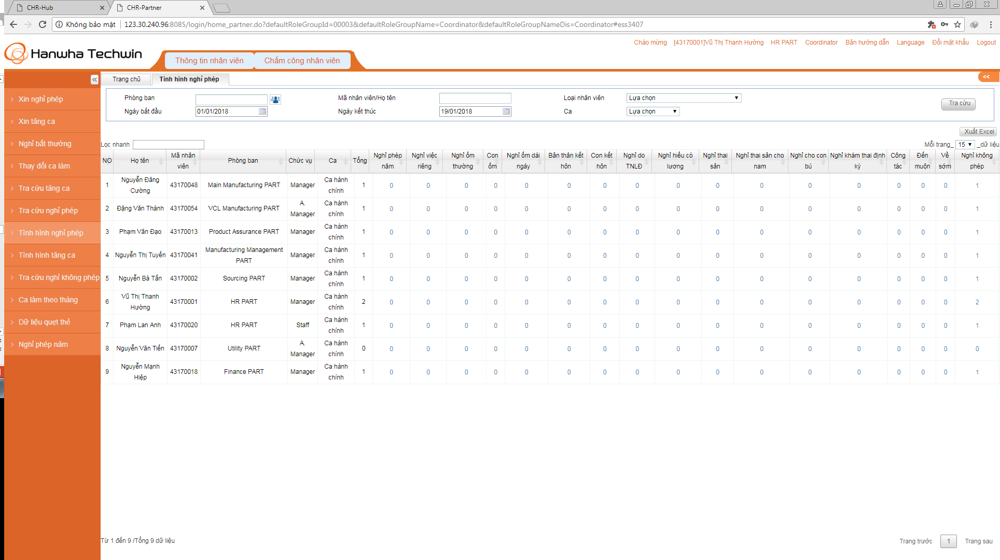 CHR-Hub
CHR-Partner
Không bảo mật
123.30.240.96:8085/login/home_partner.do?defaultRoleGroupId=00003&defaultRoleGroupName=Coordinator&defaultRoleGroupNameDis=Coordinator#ess3407
Chào mừng [43170001]Vũ Thị Thanh Hường HR PART Coordinator Bản hướng dẫn Language Đổi mật khẩu Logout
Hanwha Techwin
Thông tin nhân viên
Chấm công nhân viên
<<
Trang chủ
Tình hình nghỉ phép
Xin nghỉ phép
Xin tăng ca
Nghỉ bất thường
Thay đổi ca làm
Tra cứu tăng ca
Tra cứu nghỉ phép
Tình hình nghỉ phép
Tình hình tăng ca
Tra cứu nghỉ không phép
Ca làm theo tháng
Dữ liệu quẹt thẻ
Nghỉ phép năm
Phòng ban
Mã nhân viên/Họ tên
Loại nhân viên Lựa chọn
Ngày bắt đầu 01/01/2018
Ngày kết thúc 19/01/2018
Ca Lựa chọn
Tra cứu
Xuất Excel
Lọc nhanh
Mỗi trang_ 15 _dữ liệu
NO
Họ tên
Mã nhân
viên
Phòng ban
Chức vụ
Ca
Tổng
Nghỉ phép
năm
Nghỉ việc
riêng
Nghỉ ốm
thường
Con
ốm
Nghỉ ốm dài
ngày
Bản thân kết
hôn
Con kết
hôn
Nghỉ do
TNLĐ
Nghỉ hiếu có
lương
Nghỉ thai
sản
Nghỉ thai sản cho
nam
Nghỉ cho con
bú
Nghỉ khám thai định
kỳ
Công
tác
Đến
muộn
Về
sớm
Nghỉ không
phép
1 Nguyễn Đăng Cường 43170048 Main Manufacturing PART Manager Ca hành chính 1 0 0 0 0 0 0 0 0 0 0 0 0 0 0 0 0 1
2 Đặng Văn Thành 43170054 VCL Manufacturing PART A. Manager Ca hành chính 1 0 0 0 0 0 0 0 0 0 0 0 0 0 0 0 0 1
3 Phạm Văn Đạo 43170013 Product Assurance PART Manager Ca hành chính 1 0 0 0 0 0 0 0 0 0 0 0 0 0 0 0 0 1
4 Nguyễn Thị Tuyến 43170041 Manufacturing Management PART Manager Ca hành chính 1 0 0 0 0 0 0 0 0 0 0 0 0 0 0 0 0 1
5 Nguyễn Bá Tấn 43170002 Sourcing PART Manager Ca hành chính 1 0 0 0 0 0 0 0 0 0 0 0 0 0 0 0 0 1
6 Vũ Thị Thanh Hường 43170001 HR PART Manager Ca hành chính 2 0 0 0 0 0 0 0 0 0 0 0 0 0 0 0 0 2
7 Phạm Lan Anh 43170020 HR PART Staff Ca hành chính 1 0 0 0 0 0 0 0 0 0 0 0 0 0 0 0 0 1
8 Nguyễn Văn Tiến 43170007 Utility PART A. Manager Ca hành chính 0 0 0 0 0 0 0 0 0 0 0 0 0 0 0 0 0 0
9 Nguyễn Mạnh Hiệp 43170018 Finance PART Manager Ca hành chính 1 0 0 0 0 0 0 0 0 0 0 0 0 0 0 0 0 1
Từ 1 đến 9 /Tổng 9 dữ liệu
Trang trước 1 Trang sau